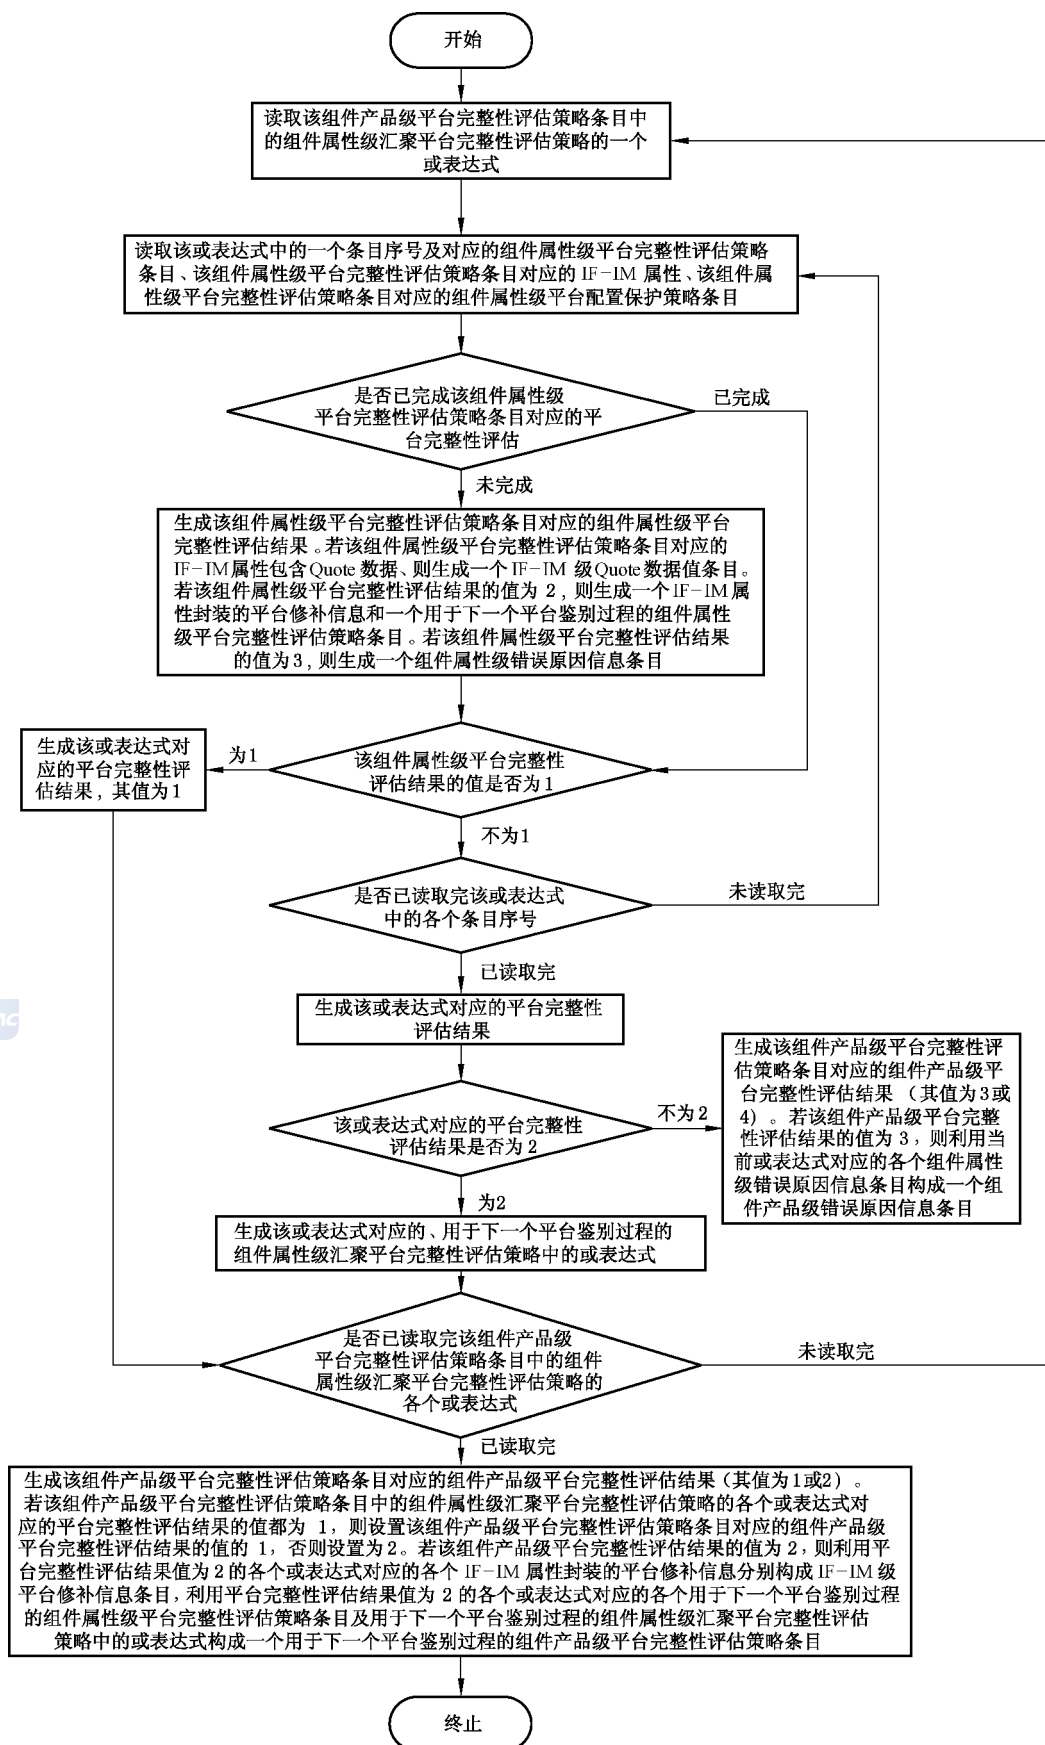 开始
读取该组件产品级平台完整性评估策略条目中
的组件属性级汇聚平台完整性评估策略的一个
或表达式
读取该或表达式中的一个条目序号及对应的组件属性级平台完整性评估策略
条目、该组件属性级平台完整性评估策略条目对应的 IF-IM 属性、该组件属
性级平台完整性评估策略条目对应的组件属性级平台配置保护策略条目
是否已完成该组件属性级
平台完整性评估策略条目对应的平
台完整性评估
已完成
未完成
生成该组件属性级平台完整性评估策略条目对应的组件属性级平台
完整性评估结果。若该组件属性级平台完整性评估策略条目对应的
IF-IM属性包含Quote 数据、则生成一个IF-IM 级Quote数据值条目。
若该组件属性级平台完整性评估结果的值为 2，则生成一个IF-IM属
性封装的平台修补信息和一个用于下一个平台鉴别过程的组件属性
级平台完整性评估策略条目。若该组件属性级平台完整性评估结果
的值为3，则生成一个组件属性级错误原因信息条目
该组件属性级平台完整性
评估结果的值是否为1
为1
生成该或表达式对
应的平台完整性评
估结果，其值为1
不为1
是否已读取完该或表达式
中的各个条目序号
未读取完
已读取完
生成该或表达式对应的平台完整性
评估结果
该或表达式对应的平台完整性
评估结果是否为2
不为2
生成该组件产品级平台完整性评
估策略条目对应的组件产品级平
台完整性评估结果（其值为3或
4）。若该组件产品级平台完整
性评估结果的值为 3，则利用当
前或表达式对应的各个组件属性
级错误原因信息条目构成一个组
件产品级错误原因信息条目
为2
生成该或表达式对应的、用于下一个平台鉴别过程的
组件属性级汇聚平台完整性评估策略中的或表达式
是否已读取完该组件产品级
平台完整性评估策略条目中的组件
属性级汇聚平台完整性评估策略的
各个或表达式
未读取完
已读取完
生成该组件产品级平台完整性评估策略条目对应的组件产品级平台完整性评估结果（其值为1或2）。
若该组件产品级平台完整性评估策略条目中的组件属性级汇聚平台完整性评估策略的各个或表达式对
应的平台完整性评估结果的值都为 1，则设置该组件产品级平台完整性评估策略条目对应的组件产品级
平台完整性评估结果的值的 1，否则设置为2。若该组件产品级平台完整性评估结果的值为2，则利用平
台完整性评估结果值为2的各个或表达式对应的各个 IF-IM 属性封装的平台修补信息分别构成 IF-IM 级
平台修补信息条目，利用平台完整性评估结果值为 2 的各个或表达式对应的各个用于下一个平台鉴别过程
的组件属性级平台完整性评估策略条目及用于下一个平台鉴别过程的组件属性级汇聚平台完整性评估
策略中的或表达式构成一个用于下一个平台鉴别过程的组件产品级平台完整性评估策略条目
终止